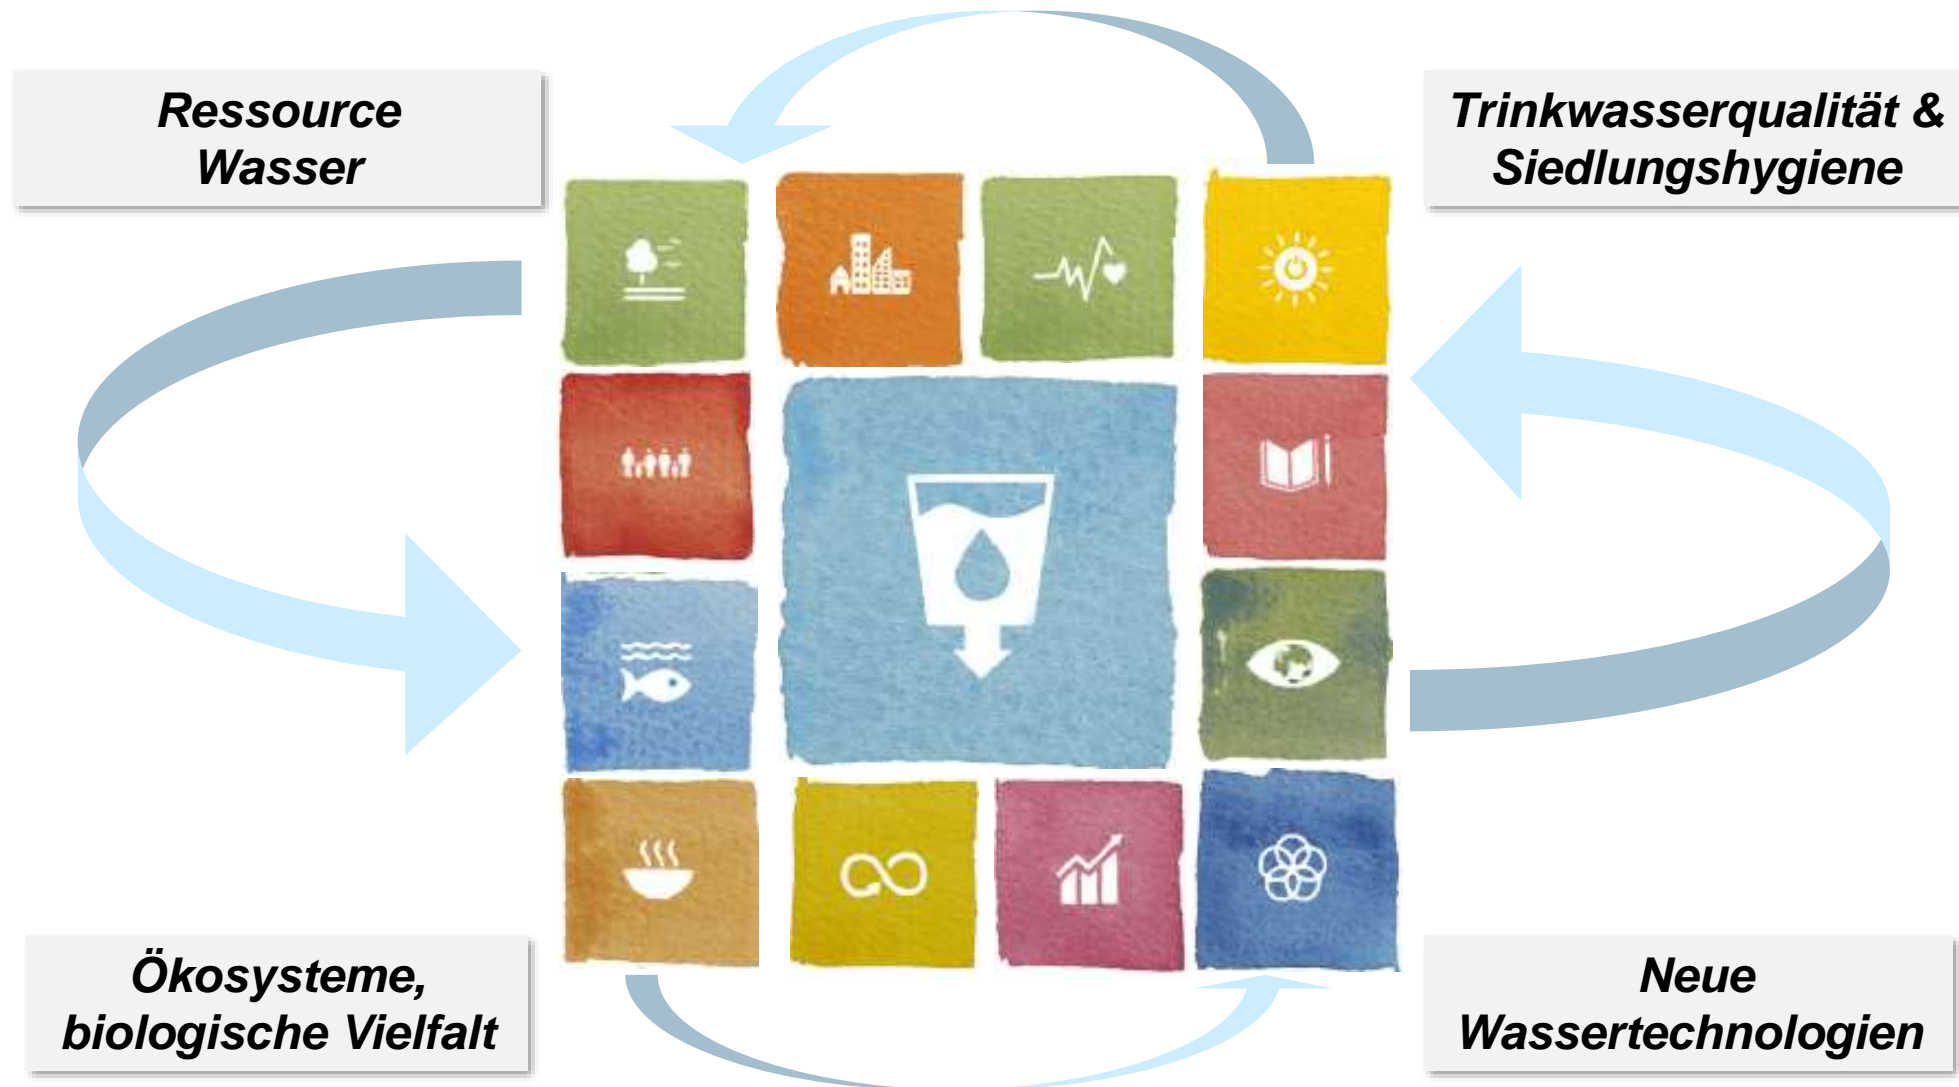 Ressource
Wasser
Trinkwasserqualität &
Siedlungshygiene
Ökosysteme,
biologische Vielfalt
Neue
Wassertechnologien